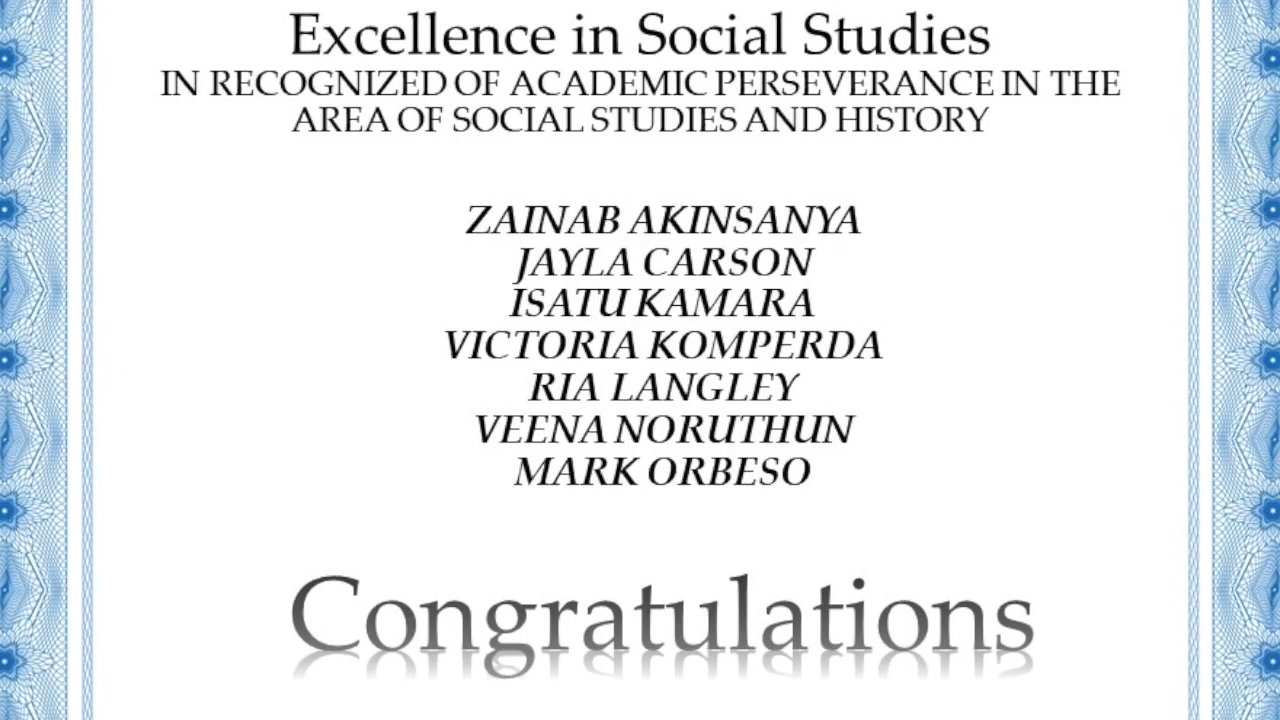 Excellence in Social Studies
IN RECOGNIZED OF ACADEMIC PERSEVERANCE IN THE
AREA OF SOCIAL STUDIES AND HISTORY
ZAINAB AKINSANYA
JAYLA CARSON
ISATU KAMARA
VICTORIA KOMPERDA
RIA LANGLEY
VEENA NORUTHUN
MARK ORBESO
Congratulations